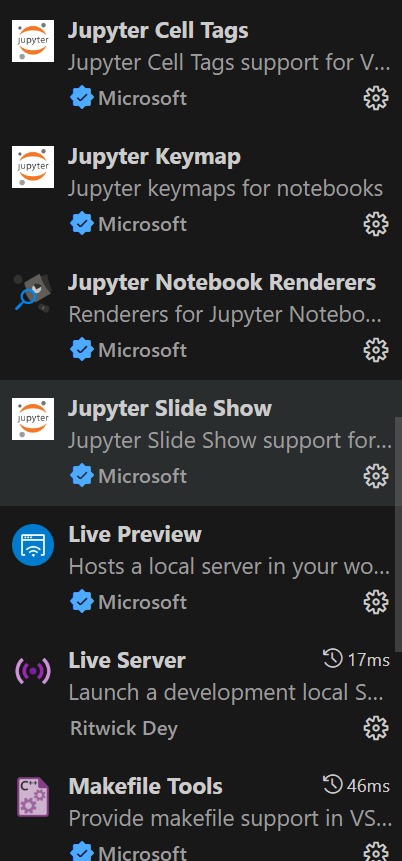 jupyter
Jupyter Cell Tags
Jupyter Cell Tags support for V...
Microsoft
jupyter
Jupyter Keymap
Jupyter keymaps for notebooks
Microsoft
Jupyter Notebook Renderers
Renderers for Jupyter Notebo...
Microsoft
jupyter
Jupyter Slide Show
Jupyter Slide Show support for...
Microsoft
Live Preview
Hosts a local server in your wo...
Microsoft
Live Server 17ms
Launch a development local S...
Ritwick Dey
C++
Makefile Tools 46ms
Provide makefile support in VS...
Microsoft